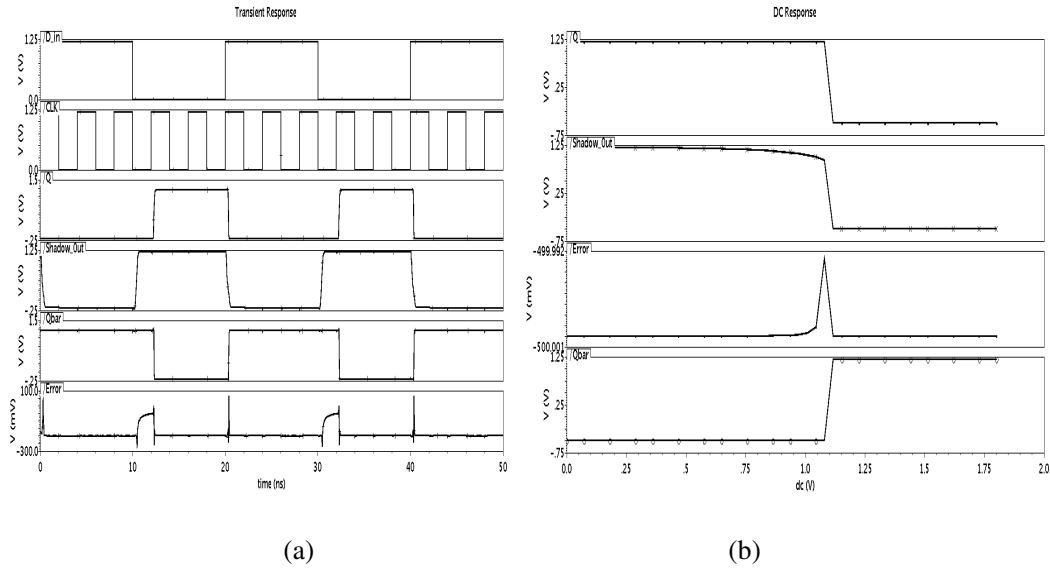 Transient Response
/D_in
1.25
V (V)
0.0
/CLK
1.25
V (V)
0.0
/Q
1.5
V (V)
-.25
/Shadow_Out
1.25
V (V)
-.25
/Qbar
1.5
V (V)
-.25
/Error
100.0
V (mV)
-300.0
0 10 20 30 40 50
time (ns)
(a)
DC Response
/Q
1.25
V (V)
.25
-.75
/Shadow_Out
1.25
V (V)
.25
-.75
/Error
-499.992
V (mV)
-500.001
/Qbar
1.25
V (V)
.25
-.75
0.0 .25 .5 .75 1.0 1.25 1.5 1.75 2.0
dc (V)
(b)